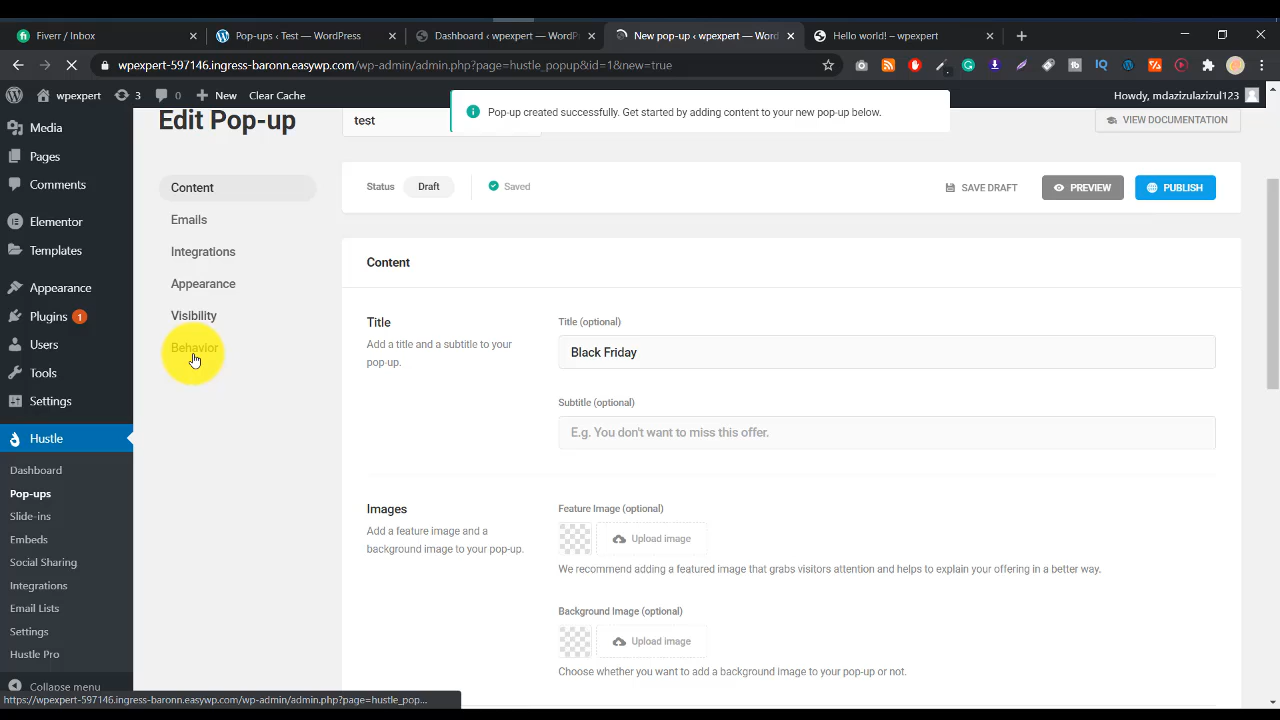 Fiverr / Inbox
Pop-ups ‹ Test — WordPress
Dashboard ‹ wpexpert — WordP
New pop-up ‹ wpexpert — Word
Hello world! – wpexpert
wpexpert-597146.ingress-baronn.easywp.com/wp-admin/admin.php?page=hustle_popup&id=1&new=true
wpexpert
3
0
New
Clear Cache
Howdy, mdazizulazizul123
Pop-up created successfully. Get started by adding content to your new pop-up below.
Edit Pop-up
test
VIEW DOCUMENTATION
Media
Pages
Comments
Elementor
Templates
Appearance
Plugins 1
Users
Tools
Settings
Hustle
Dashboard
Pop-ups
Slide-ins
Embeds
Social Sharing
Integrations
Email Lists
Settings
Hustle Pro
Collapse menu
Content
Emails
Integrations
Appearance
Visibility
Behavior
Status
Draft
Saved
SAVE DRAFT
PREVIEW
PUBLISH
Content
Title
Add a title and a subtitle to your
pop-up.
Title (optional)
Black Friday
Subtitle (optional)
E.g. You don't want to miss this offer.
Images
Add a feature image and a
background image to your pop-up.
Feature Image (optional)
Upload image
We recommend adding a featured image that grabs visitors attention and helps to explain your offering in a better way.
Background Image (optional)
Upload image
Choose whether you want to add a background image to your pop-up or not.
https://wpexpert-597146.ingress-baronn.easywp.com/wp-admin/admin.php?page=hustle_pop...